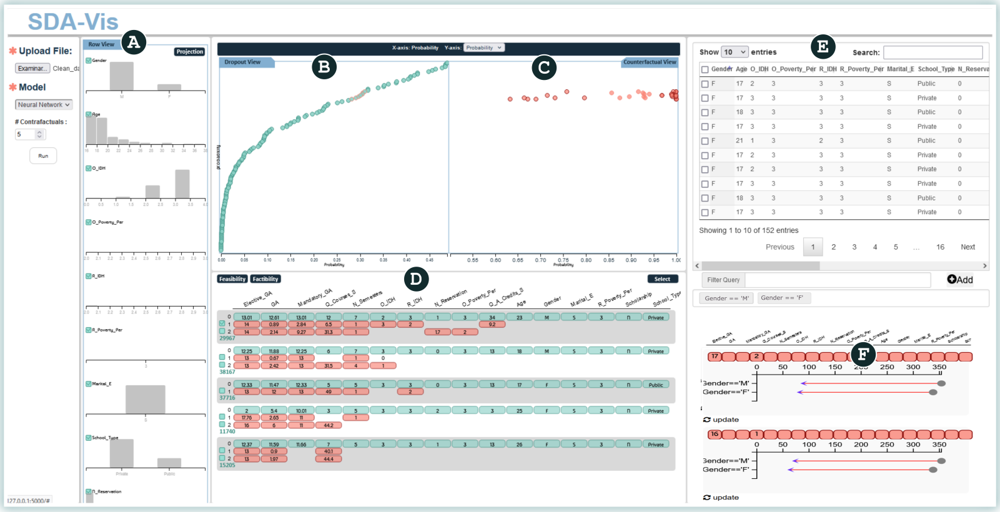 SDA-Vis
✱ Upload File:
Examinar... Clean_da
✱ Model
Neural Network
# Contrafactuals :
5
Run
127.0.0.1:5000/#
Row View
A
Projection
Gender
M F
Age
16 18 20 22 24 26 28 30 32 34 36 38
O_IDH
0.0 0.5 1.0 1.5 2.0 2.5 3.0 3.5 4.0
O_Poverty_Per
2.0 2.1 2.2 2.3 2.4 2.5 2.6 2.7 2.8 2.9 3.0
R_IDH
2.0 2.1 2.2 2.3 2.4 2.5 2.6 2.7 2.8 2.9 3.0
R_Poverty_Per
3
Marital_E
S
School_Type
Private Public
N_Reservation
X-axis: Probability Y-axis: Probability
Dropout View
B
C
Counterfactual View
probability
0.00 0.05 0.10 0.15 0.20 0.25 0.30 0.35 0.40 0.45
Probability
0.55 0.60 0.65 0.70 0.75 0.80 0.85 0.90 0.95 1.00
Probability
Feasibility Factibility
D
Select
Elective_GA GA Mandatory_GA Q_Courses_S N_Semesters O_IDH R_IDH N_Reservation O_Poverty_Per Q_A_Credits_S Age Gender Marital_E R_Poverty_Per Scholarship School_Type
0 13.01 12.61 13.01 12 7 2 3 1 3 34 23 M S 3 n Private
1 14 0.89 2.84 6.5 1 3 2 9.2
2 14 2.14 9.27 31.3 1 1.7 2
29967
0 12.25 11.88 12.25 6 7 3 3 0 3 13 18 M S 3 n Private
1 13 0.67 13 1 0
2 13 2.42 13 31.5 4 1
38167
0 12.33 11.47 12.33 5 5 3 3 0 3 13 17 F S 3 n Public
1 13 12 13 49 1 2
37716
0 2 5.4 10.01 3 5 3 3 2 3 3 25 F S 3 n Private
1 17.76 2.65 11 1
2 16 6 11 44.2
11740
0 12.37 11.59 11.66 7 5 3 3 1 3 13 26 F S 3 n Private
1 13 0.9 40.1
2 13 1.97 44.4
15205
E
Show 10 entries Search:
Gender Age O_IDH O_Poverty_Per R_IDH R_Poverty_Per Marital_E School_Type N_Reserva
F 17 2 3 3 3 S Public 0
F 17 3 3 3 3 S Private 0
F 18 3 3 3 3 S Public 0
F 17 3 3 3 3 S Private 0
F 21 1 3 2 3 S Public 0
F 17 2 3 3 3 S Private 0
F 17 2 3 3 3 S Private 0
F 17 3 3 3 3 S Private 0
F 18 3 3 3 3 S Public 0
F 17 3 3 3 3 S Private 0
Showing 1 to 10 of 152 entries
Previous 1 2 3 4 5 ... 16 Next
Filter Query Add
Gender == 'M' Gender == 'F'
Elective_GA GA Mandatory_GA Q_Courses_S N_Semesters O_IDH R_IDH N_Reservation O_Poverty_Per Q_A_Credits_S Age Gender Marital_E R_Poverty_Per Scholarship Sc
F
17 2
0 50 100 150 200 250 300 350
Gender=='M'
Gender=='F'
update
16 1
0 50 100 150 200 250 300 350
Gender=='M'
Gender=='F'
update